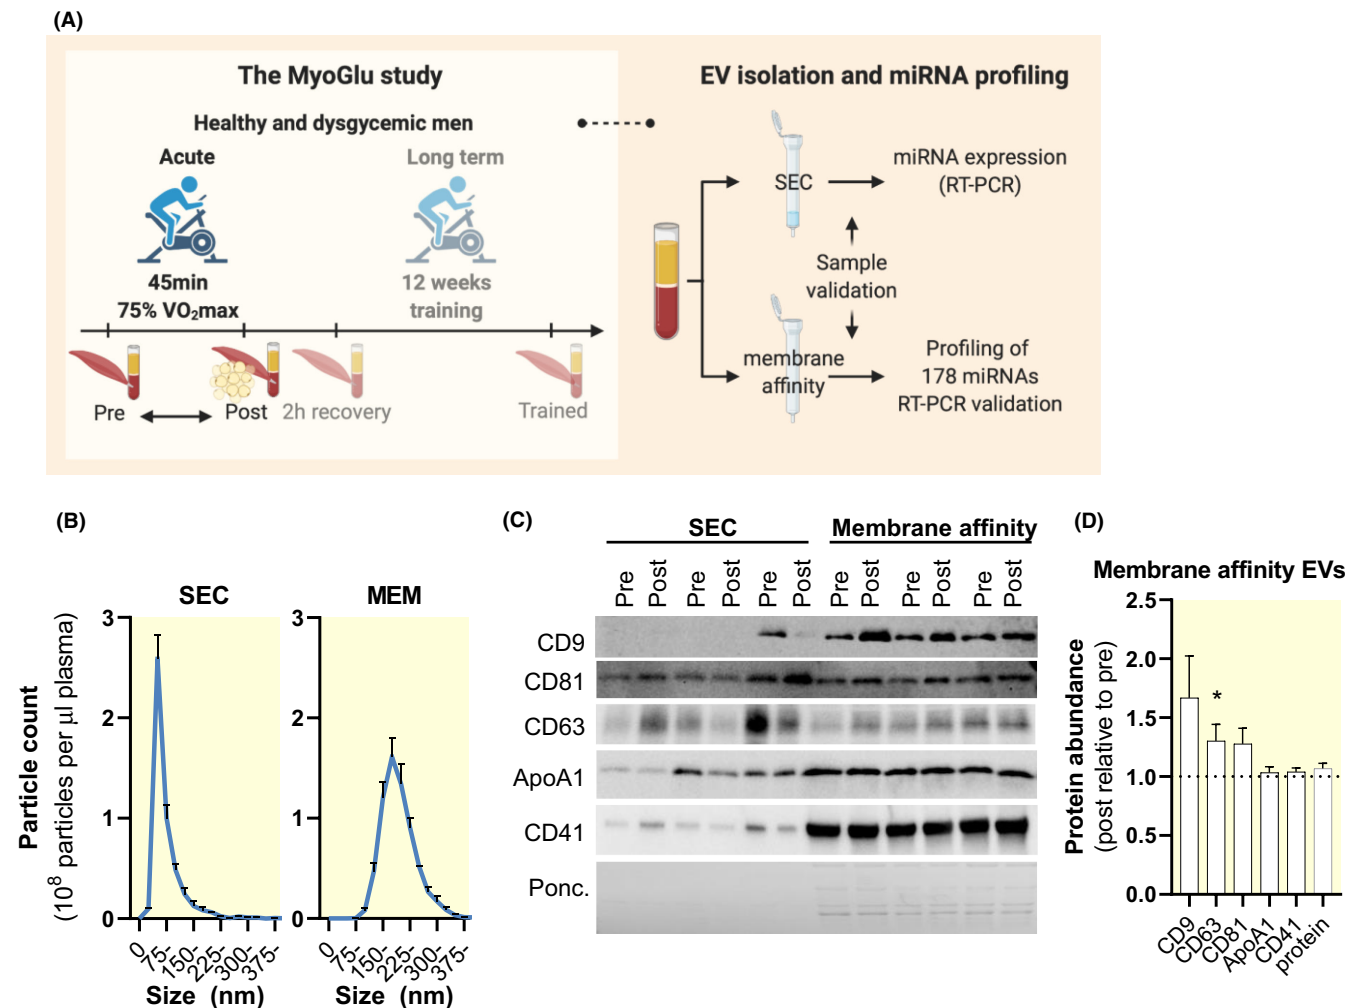 (A)
The MyoGlu study
EV isolation and miRNA profiling
Healthy and dysgycemic men
Acute
Long term
45min
75% VO₂max
12 weeks
training
Pre
Post
2h recovery
Trained
SEC
miRNA expression
(RT-PCR)
Sample
validation
membrane
affinity
Profiling of
178 miRNAs
RT-PCR validation
(B)
SEC
MEM
Particle count
(10⁸ particles per µl plasma)
3
2
1
0
3
2
1
0
0
75-
150-
225-
300-
375-
0
75-
150-
225-
300-
375-
Size (nm)
Size (nm)
(C)
SEC
Membrane affinity
Pre
Post
Pre
Post
Pre
Post
Pre
Post
Pre
Post
Pre
Post
CD9
CD81
CD63
ApoA1
CD41
Ponc.
(D)
Membrane affinity EVs
Protein abundance
(post relative to pre)
2.5
2.0
1.5
1.0
0.5
0.0
*
CD9
CD63
CD81
ApoA1
CD41
protein